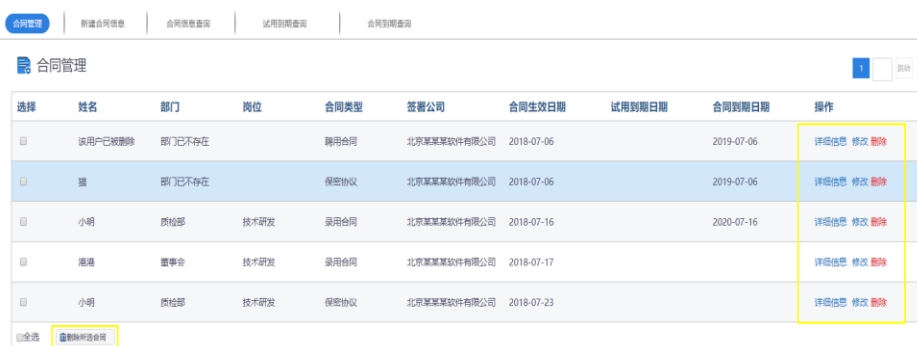 合同管理 新建合同信息 合同信息查询 试用到期查询 合同到期查询
合同管理 1 跳转
选择 姓名 部门 岗位 合同类型 签署公司 合同生效日期 试用到期日期 合同到期日期 操作
该用户已被删除 部门已不存在 聘用合同 北京某某某软件有限公司 2018-07-06 2019-07-06 详细信息 修改 删除
部门已不存在 保密协议 北京某某某软件有限公司 2018-07-06 2019-07-06 详细信息 修改 删除
小明 质检部 技术研发 录用合同 北京某某某软件有限公司 2018-07-16 2020-07-16 详细信息 修改 删除
港港 董事会 技术研发 录用合同 北京某某某软件有限公司 2018-07-17 详细信息 修改 删除
小明 质检部 技术研发 保密协议 北京某某某软件有限公司 2018-07-23 详细信息 修改 删除
全选 删除所选合同